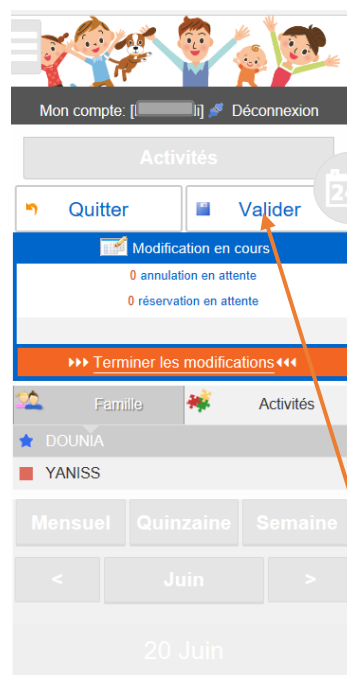 Mon compte: [l li] Déconnexion
Activités
Quitter Valider
Modification en cours
0 annulation en attente
0 réservation en attente
Terminer les modifications
Famille Activités
DOUNIA
YANISS
Mensuel Quinzaine Semaine
< Juin >
20 Juin